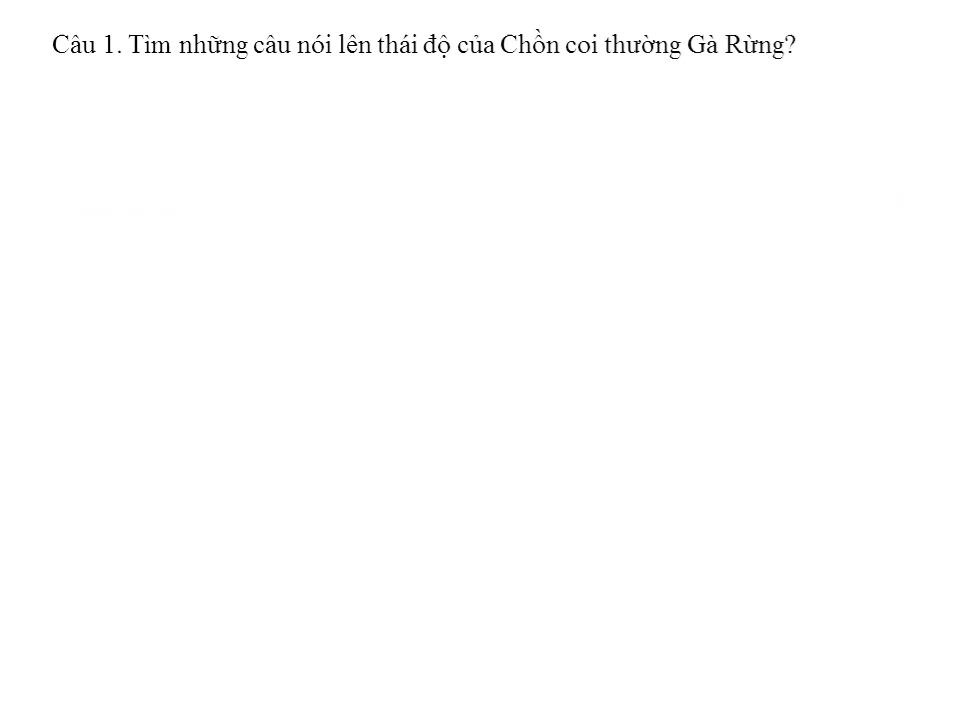 Câu 1. Tìm những câu nói lên thái độ của Chồn coi thường Gà Rừng?